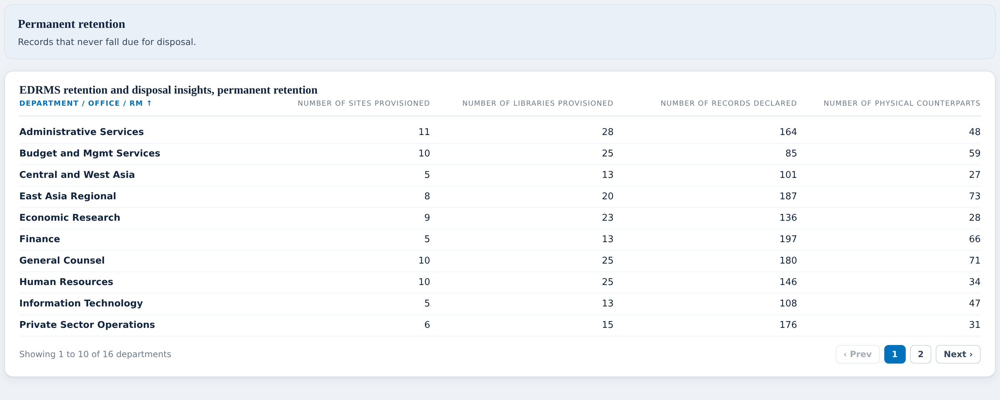 Permanent retention
Records that never fall due for disposal.
EDRMS retention and disposal insights, permanent retention
DEPARTMENT / OFFICE / RM ↑ NUMBER OF SITES PROVISIONED NUMBER OF LIBRARIES PROVISIONED NUMBER OF RECORDS DECLARED NUMBER OF PHYSICAL COUNTERPARTS
Administrative Services 11 28 164 48
Budget and Mgmt Services 10 25 85 59
Central and West Asia 5 13 101 27
East Asia Regional 8 20 187 73
Economic Research 9 23 136 28
Finance 5 13 197 66
General Counsel 10 25 180 71
Human Resources 10 25 146 34
Information Technology 5 13 108 47
Private Sector Operations 6 15 176 31
Showing 1 to 10 of 16 departments ‹ Prev 1 2 Next ›